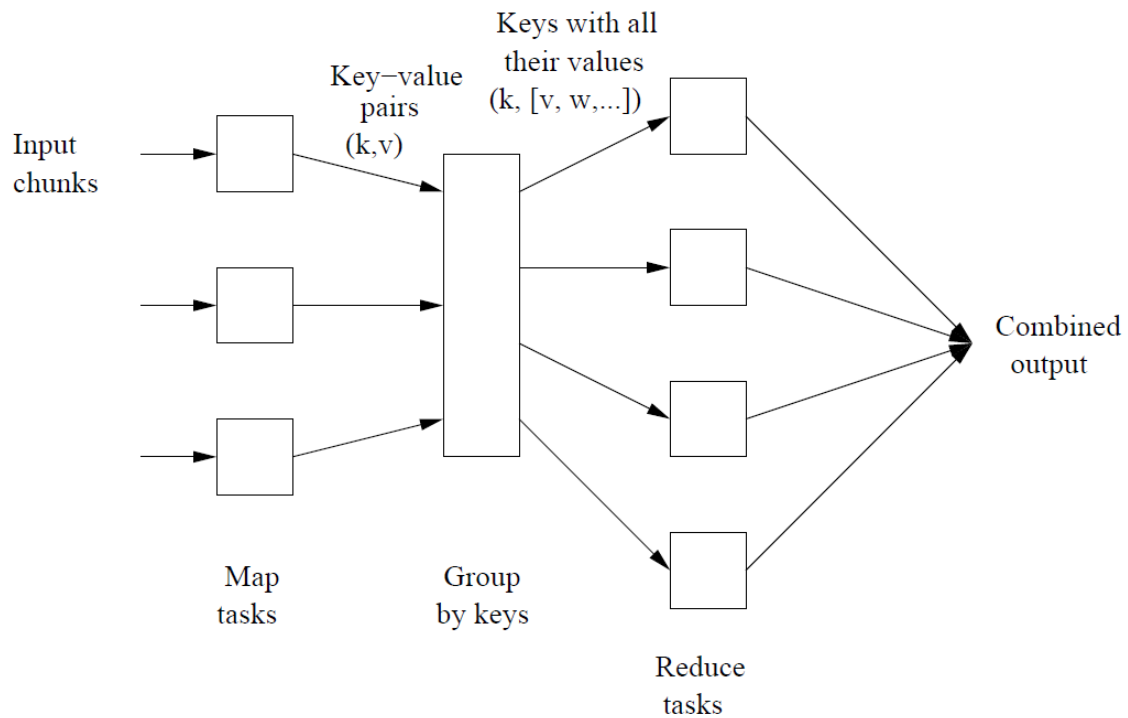 Input
chunks
Key−value
pairs
(k,v)
Keys with all
their values
(k, [v, w,...])
Combined
output
Map
tasks
Group
by keys
Reduce
tasks